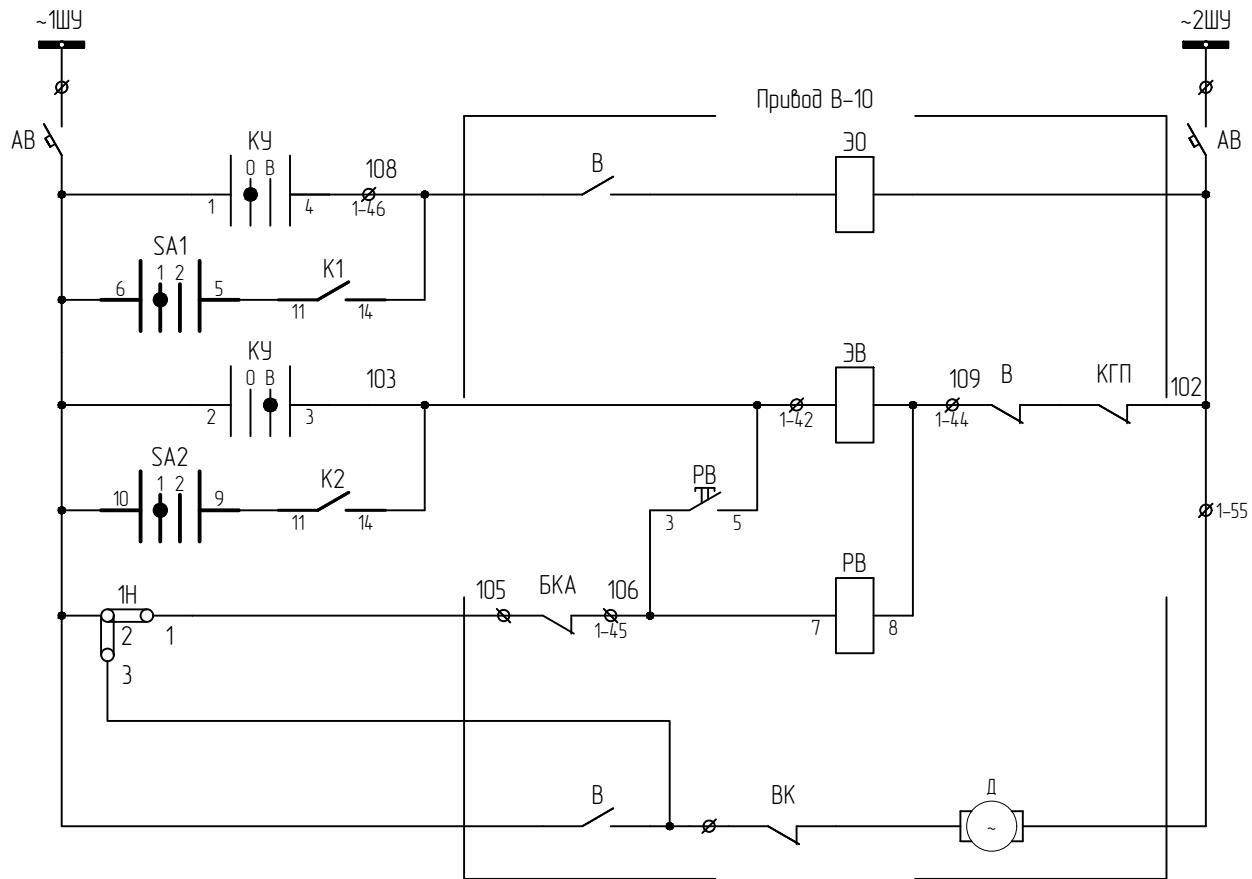 ~1ШУ
~2ШУ
Привод В-10
АВ
АВ
КУ
О В
1
4
108
1-46
В
ЭО
SA1
1 2
6
5
К1
11
14
КУ
О В
2
3
103
1-42
ЭВ
109
1-44
В
КГП
102
SA2
1 2
10
9
К2
11
14
РВ
3
5
1-55
1Н
2
1
3
105
БКА
106
1-45
РВ
7
8
В
ВК
Д
~